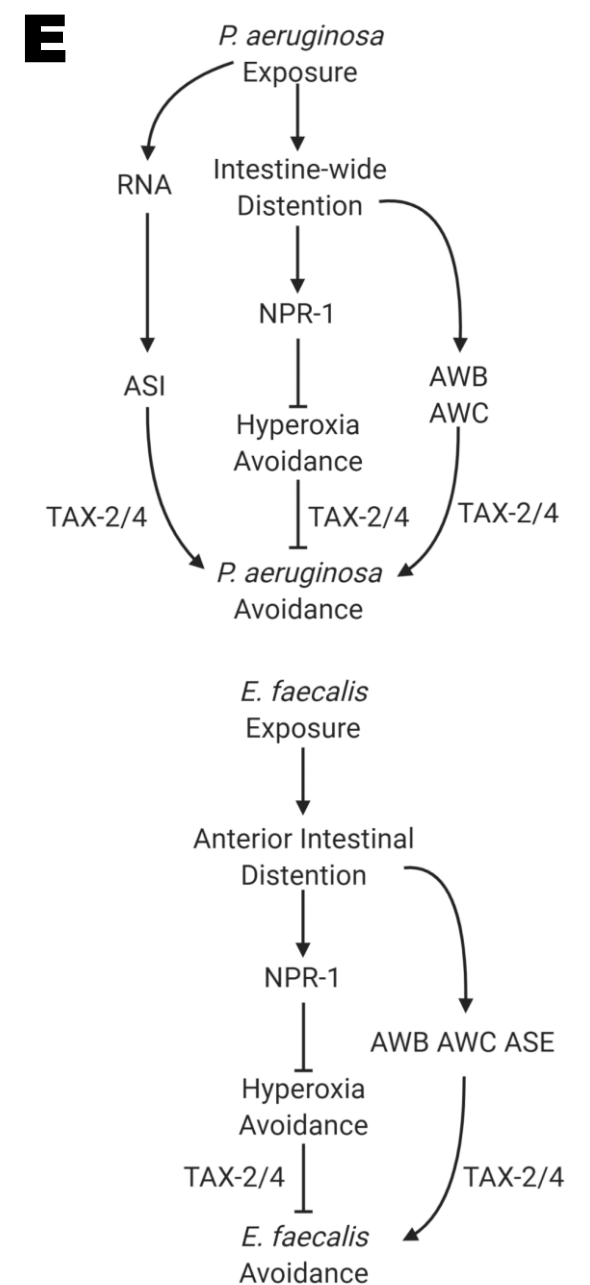 E
P. aeruginosa
Exposure
RNA
Intestine-wide
Distention
NPR-1
ASI
AWB
AWC
Hyperoxia
Avoidance
TAX-2/4
TAX-2/4
TAX-2/4
P. aeruginosa
Avoidance
E. faecalis
Exposure
Anterior Intestinal
Distention
NPR-1
AWB AWC ASE
Hyperoxia
Avoidance
TAX-2/4
TAX-2/4
E. faecalis
Avoidance